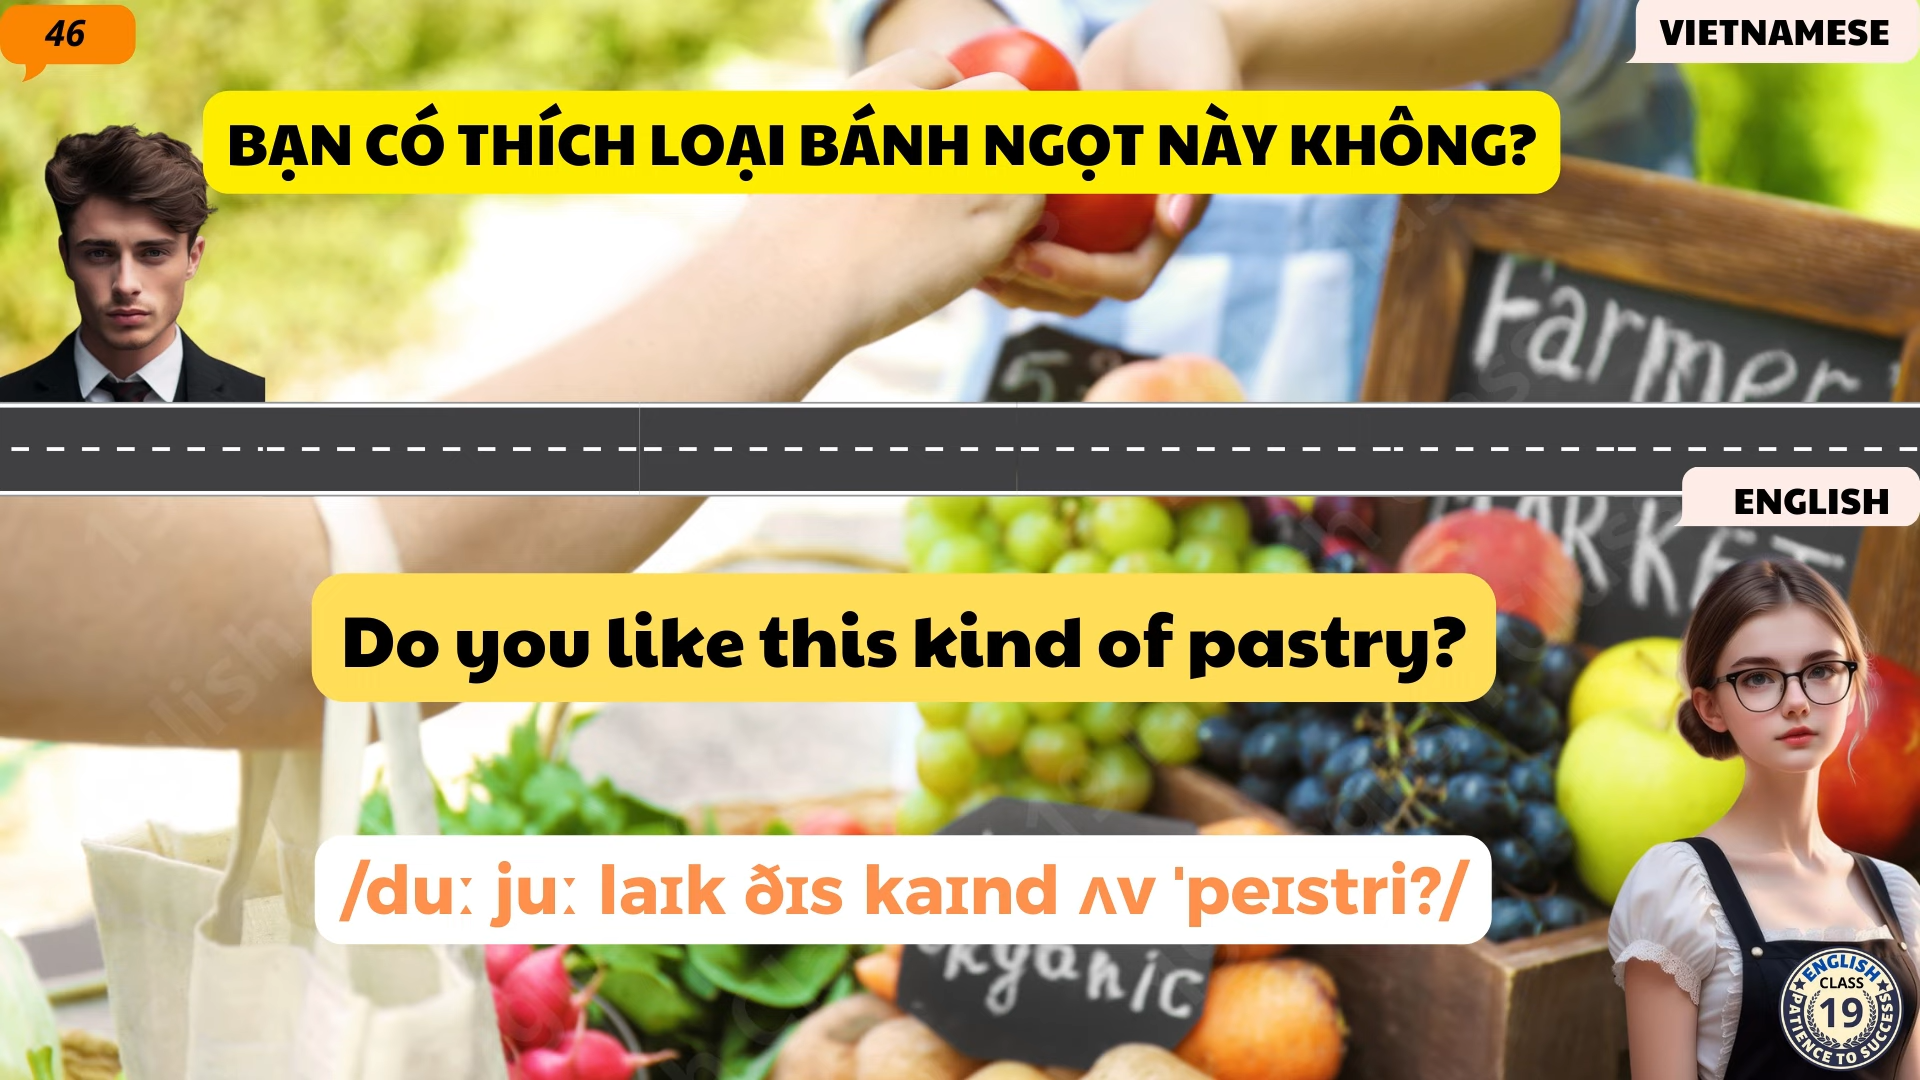 46
VIETNAMESE
BẠN CÓ THÍCH LOẠI BÁNH NGỌT NÀY KHÔNG?
Farmer
ENGLISH
MARKET
Do you like this kind of pastry?
/duː juː laɪk ðɪs kaɪnd ʌv ˈpeɪstri?/
organic
ENGLISH
CLASS
19
PATIENCE TO SUCCESS